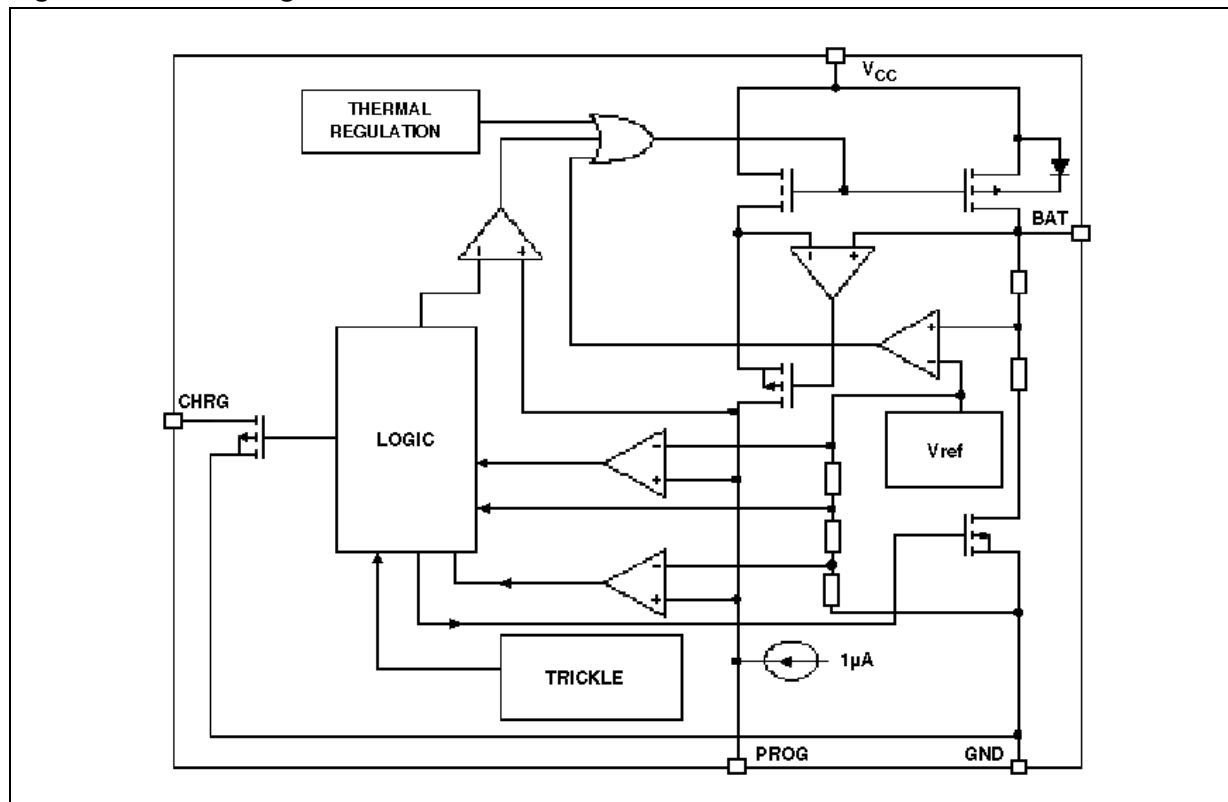 VCC
THERMAL
REGULATION
BAT
- +
- +
+
-
CHRG
LOGIC
Vref
-
+
-
+
1µA
TRICKLE
PROG
GND